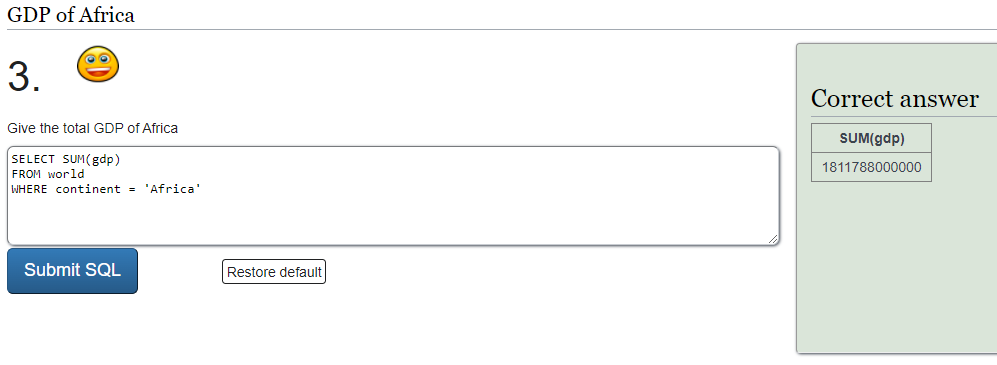 GDP of Africa
3.
Give the total GDP of Africa
SELECT SUM(gdp)
FROM world
WHERE continent = 'Africa'
Submit SQL
Restore default
Correct answer
SUM(gdp)
1811788000000